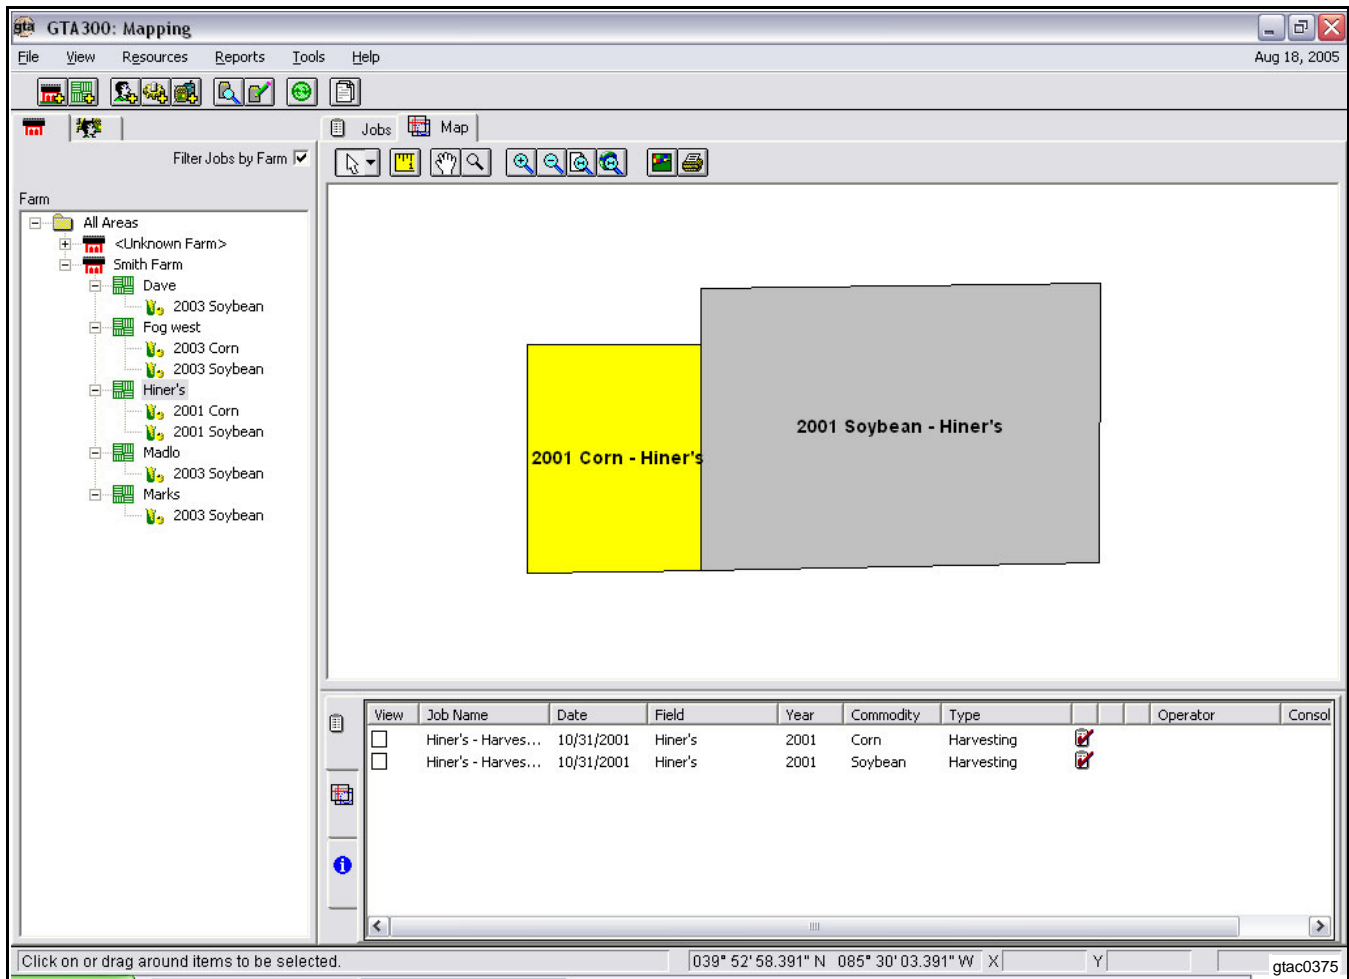 gta GTA300: Mapping
File View Resources Reports Tools Help Aug 18, 2005
Jobs Map
Filter Jobs by Farm
Farm
All Areas
<Unknown Farm>
Smith Farm
Dave
2003 Soybean
Fog west
2003 Corn
2003 Soybean
Hiner's
2001 Corn
2001 Soybean
Madlo
2003 Soybean
Marks
2003 Soybean
2001 Soybean - Hiner's
2001 Corn - Hiner's
View Job Name Date Field Year Commodity Type Operator Consol
Hiner's - Harves... 10/31/2001 Hiner's 2001 Corn Harvesting
Hiner's - Harves... 10/31/2001 Hiner's 2001 Soybean Harvesting
Click on or drag around items to be selected. 039° 52' 58.391" N 085° 30' 03.391" W X Y
gtac0375